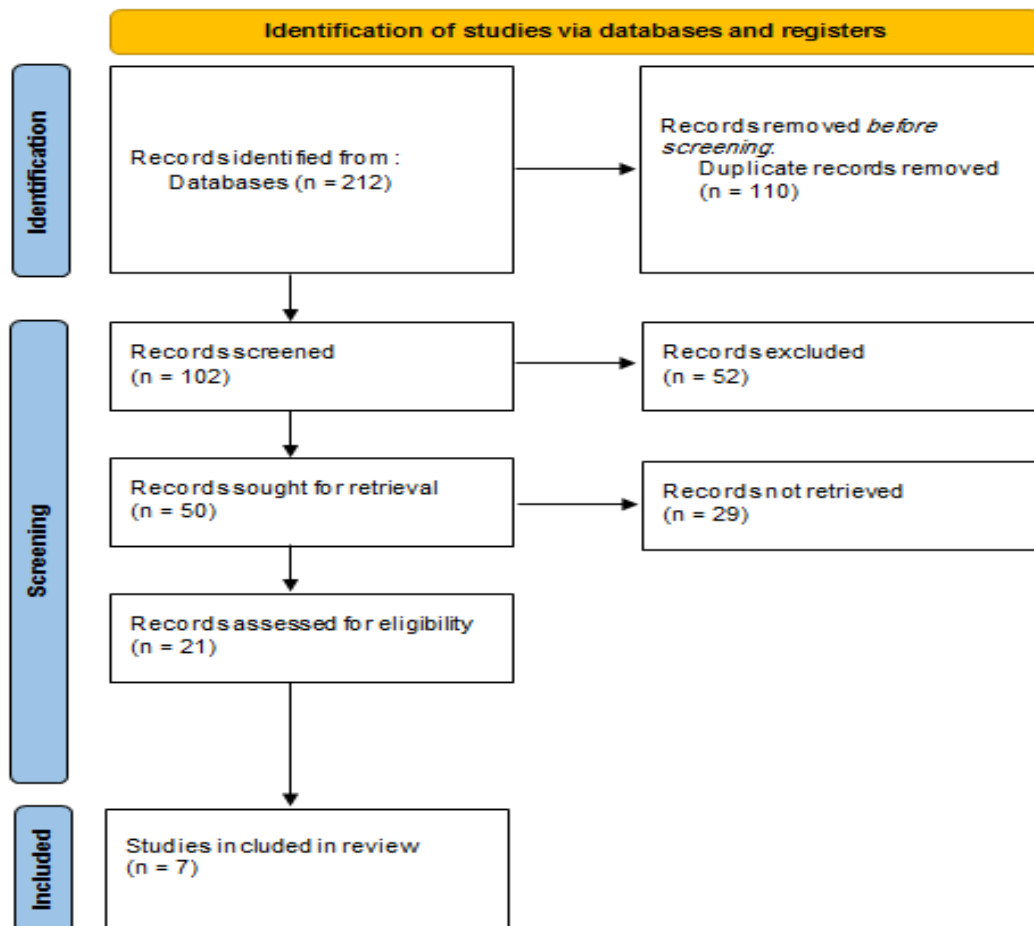 Identification of studies via databases and registers
Identification
Records identified from :
Databases (n = 212)
Records removed before
screening:
Duplicate records removed
(n = 110)
Screening
Records screened
(n = 102)
Records excluded
(n = 52)
Records sought for retrieval
(n = 50)
Records not retrieved
(n = 29)
Records assessed for eligibility
(n = 21)
Included
Studies included in review
(n = 7)